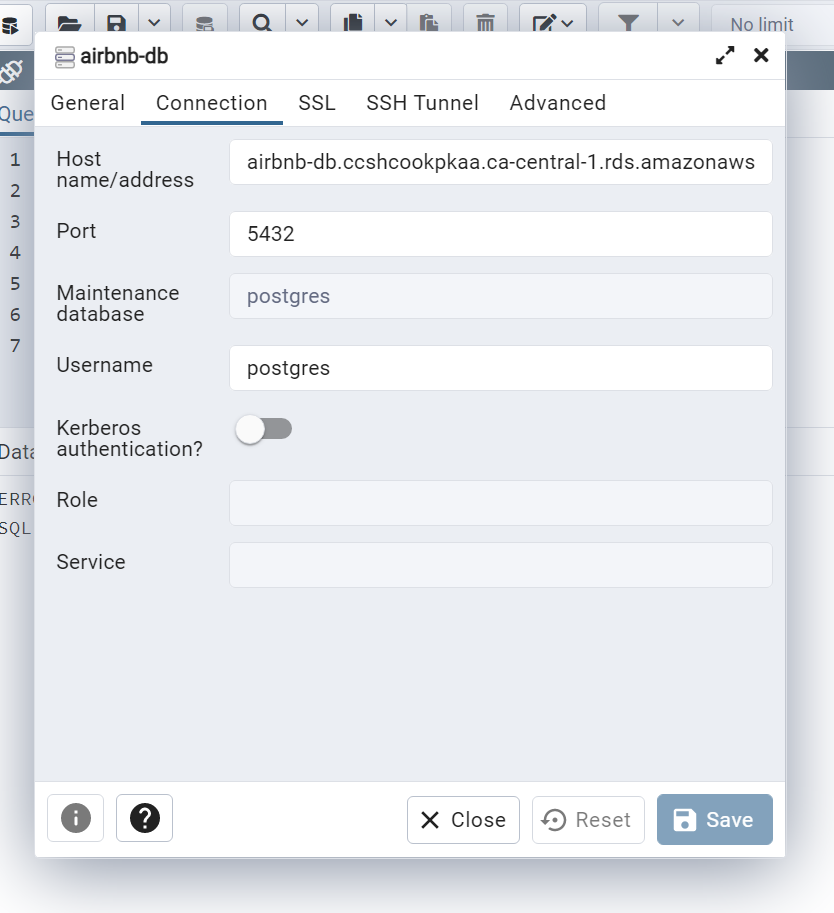 No limit
airbnb-db
General Connection SSL SSH Tunnel Advanced
Que
1
2
3
4
5
6
7
Host
name/address
airbnb-db.ccshcookpkaa.ca-central-1.rds.amazonaws
Port
5432
Maintenance
database
postgres
Username
postgres
Kerberos
authentication?
Data
ERRO
SQL
Role
Service
Close Reset Save